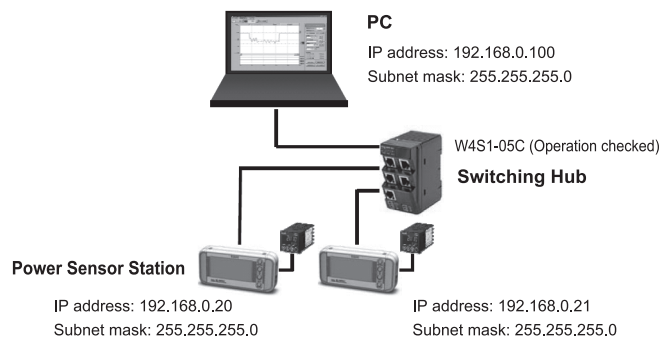 PC
IP address: 192.168.0.100
Subnet mask: 255.255.255.0
W4S1-05C (Operation checked)
Switching Hub
Power Sensor Station
IP address: 192.168.0.20
Subnet mask: 255.255.255.0
IP address: 192.168.0.21
Subnet mask: 255.255.255.0